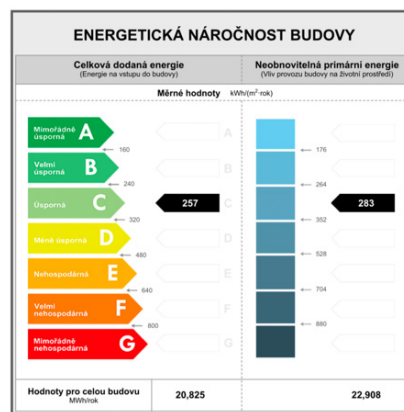 ENERGETICKÁ NÁROČNOST BUDOVY
Celková dodaná energie
(Energie na vstupu do budovy)
Neobnovitelná primární energie
(Vliv provozu budovy na životní prostředí)
Měrné hodnoty kWh/(m²·rok)
Mimořádně úsporná A
A
160
176
Velmi úsporná B
B
240
264
Úsporná C
257
C
283
320
352
Méně úsporná D
D
480
528
Nehospodárná E
E
640
704
Velmi nehospodárná F
F
800
880
Mimořádně nehospodárná G
G
Hodnoty pro celou budovu
MWh/rok
20,825
22,908